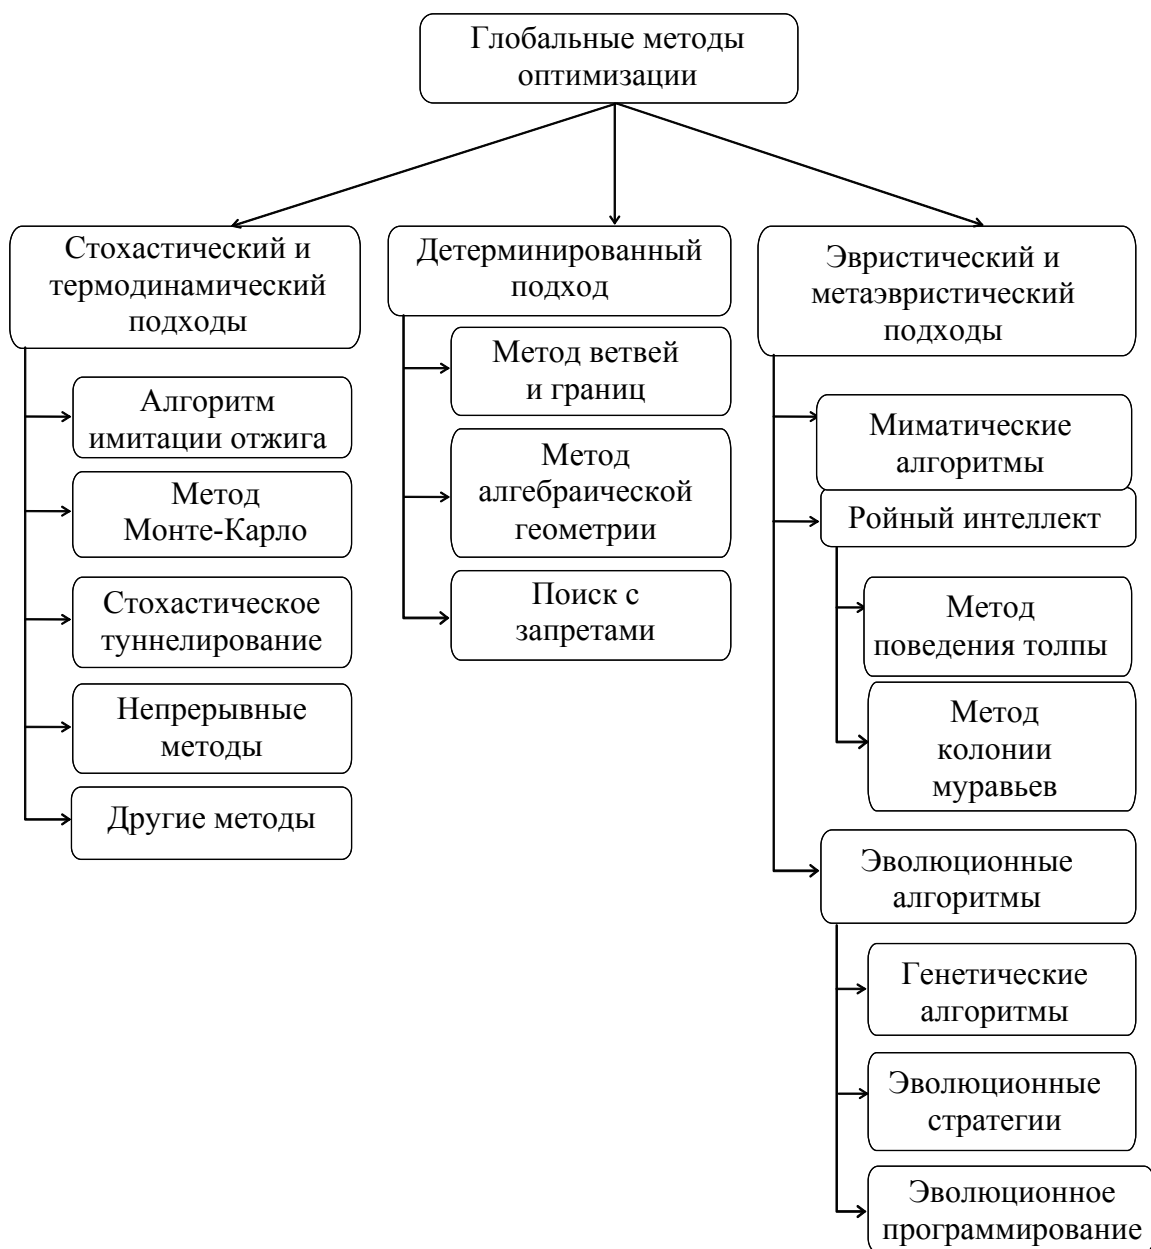 Глобальные методы
оптимизации
Стохастический и
термодинамический
подходы
Алгоритм
имитации отжига
Метод
Монте-Карло
Стохастическое
туннелирование
Непрерывные
методы
Другие методы
Детерминированный
подход
Метод ветвей
и границ
Метод
алгебраической
геометрии
Поиск с
запретами
Эвристический и
метаэвристический
подходы
Миматические
алгоритмы
Ройный интеллект
Метод
поведения толпы
Метод
колонии
муравьев
Эволюционные
алгоритмы
Генетические
алгоритмы
Эволюционные
стратегии
Эволюционное
программирование